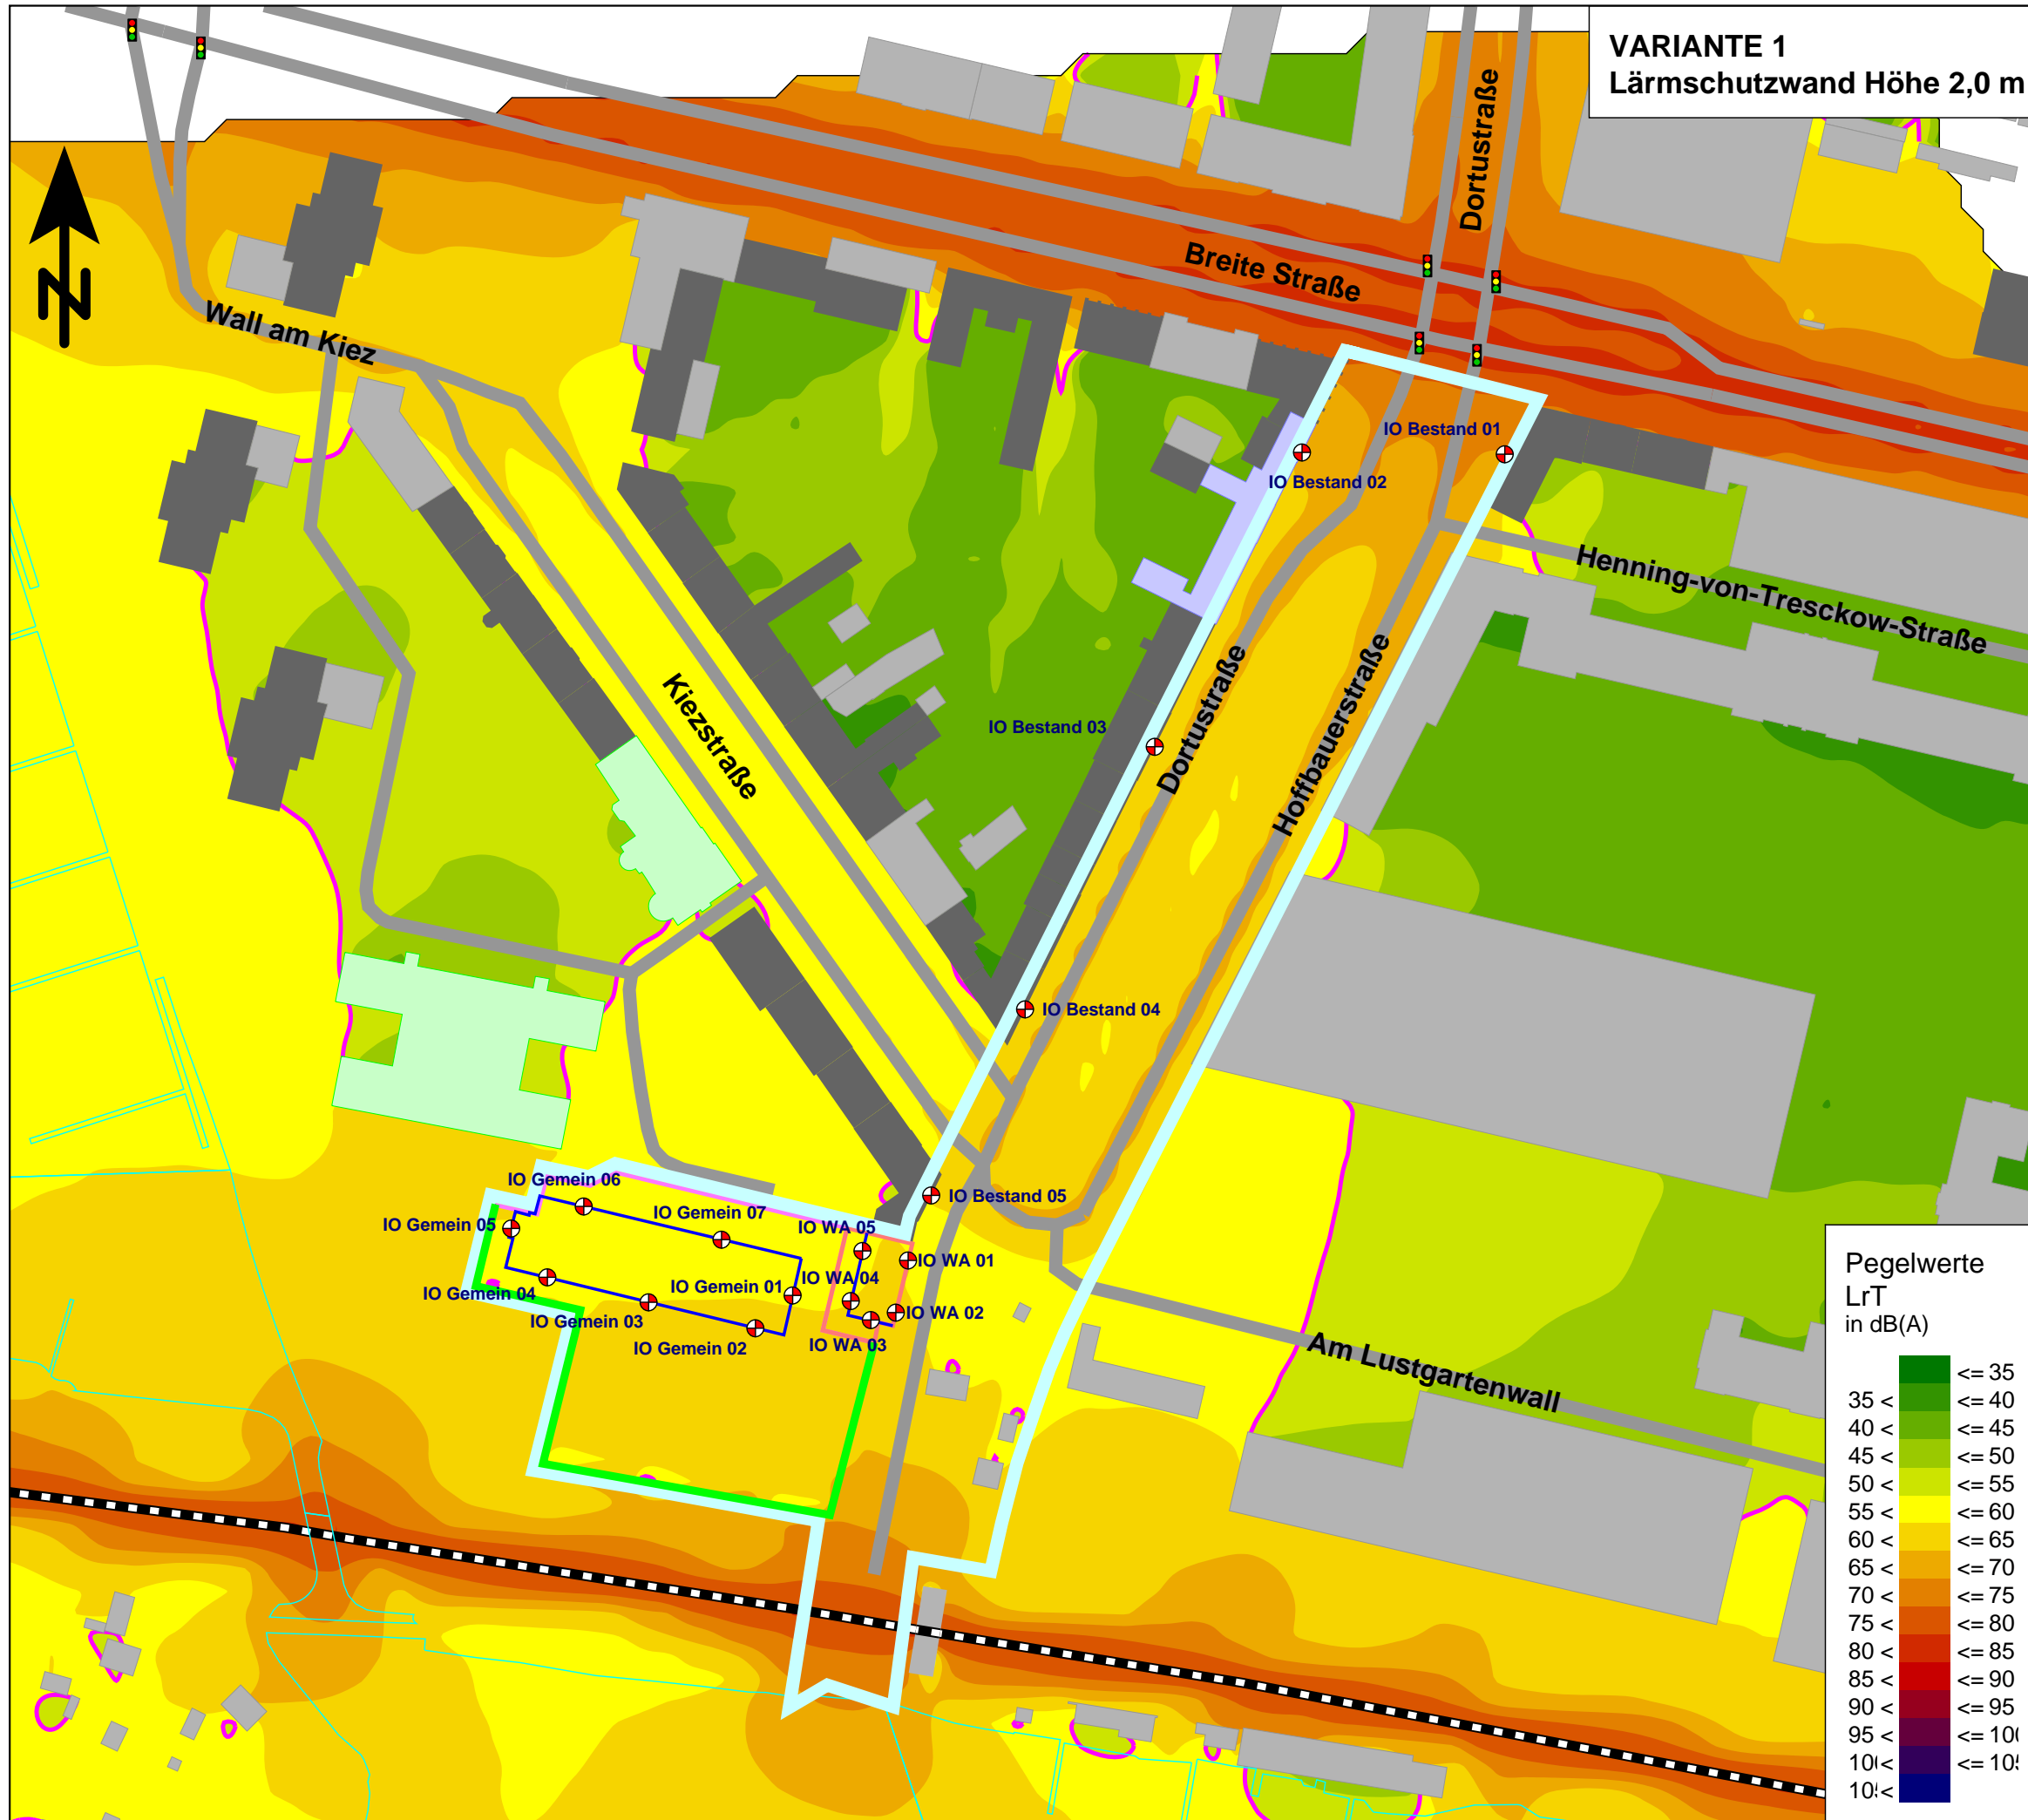 VARIANTE 1
Lärmschutzwand Höhe 2,0 m
N
Dortustraße
Breite Straße
Wall am Kiez
IO Bestand 01
IO Bestand 02
Henning-von-Tresckow-Straße
Kiezstraße
IO Bestand 03
Dortustraße
Hoffbauerstraße
IO Bestand 04
IO Gemein 06
IO Bestand 05
IO Gemein 05
IO Gemein 07
IO WA 05
IO WA 01
IO WA 04
IO Gemein 01
IO Gemein 04
IO Gemein 03
IO WA 02
IO Gemein 02
IO WA 03
Am Lustgartenwall
Pegelwerte
LrT
in dB(A)
<= 35
35 < <= 40
40 < <= 45
45 < <= 50
50 < <= 55
55 < <= 60
60 < <= 65
65 < <= 70
70 < <= 75
75 < <= 80
80 < <= 85
85 < <= 90
90 < <= 95
95 <